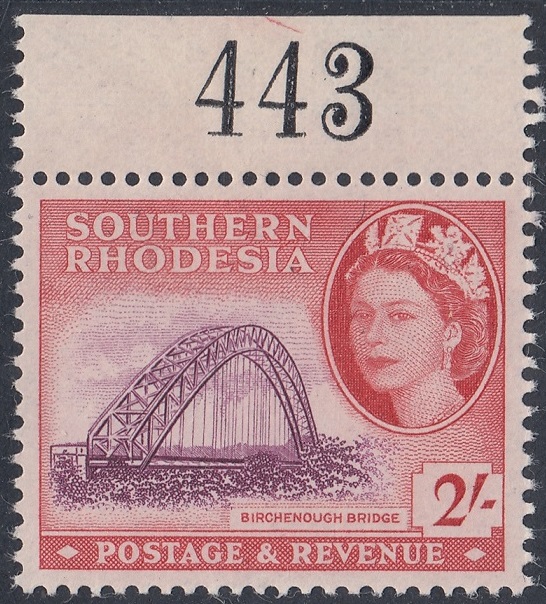 443
SOUTHERN
RHODESIA
BIRCHENOUGH BRIDGE
2/-
POSTAGE & REVENUE